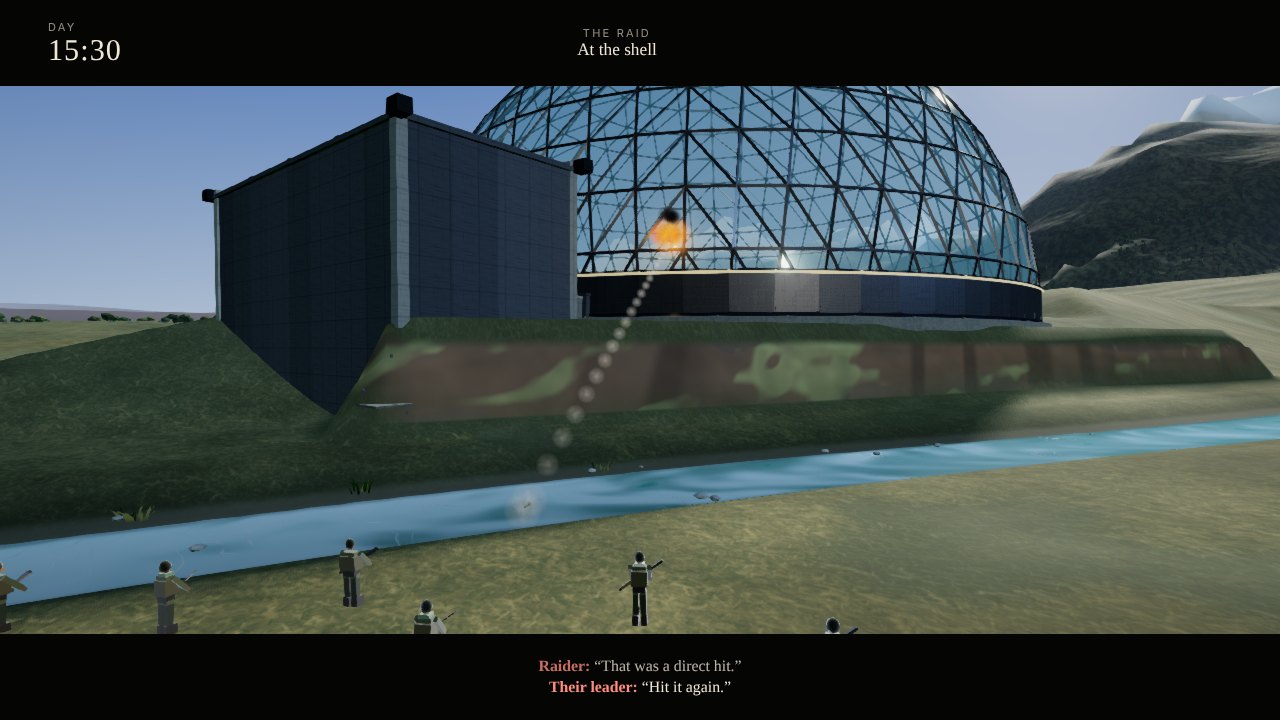 DAY
15:30
THE RAID
At the shell
Raider: “That was a direct hit.”
Their leader: “Hit it again.”